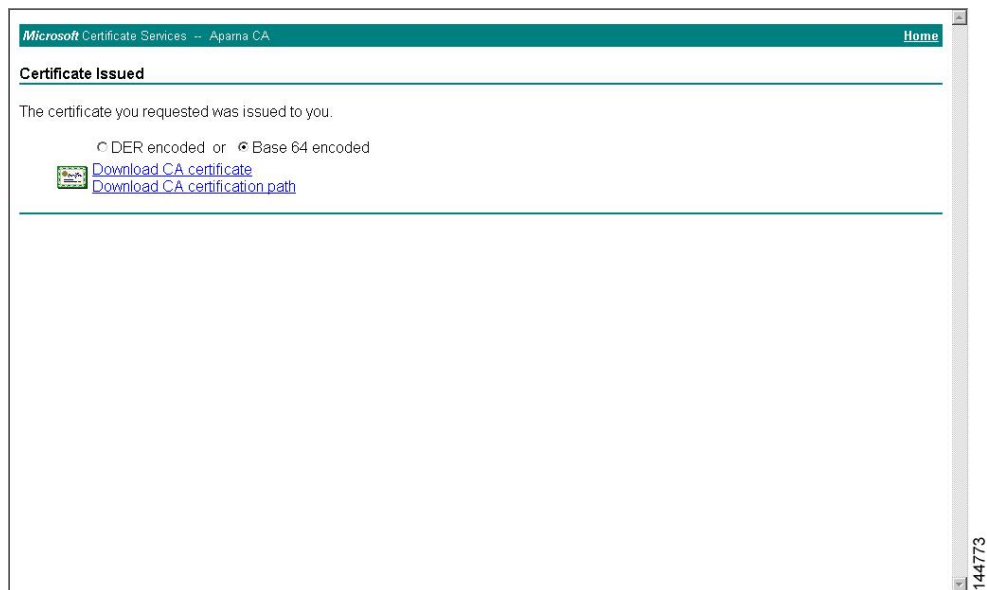 Microsoft Certificate Services -- Aparna CA Home
Certificate Issued
The certificate you requested was issued to you.
DER encoded or Base 64 encoded
Download CA certificate
Download CA certification path
144773